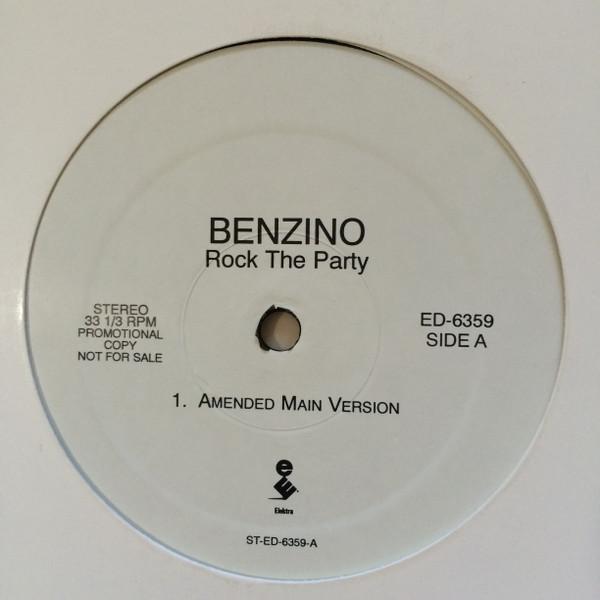 BENZINO
Rock The Party
STEREO
33 1/3 RPM
PROMOTIONAL
COPY
NOT FOR SALE
ED-6359
SIDE A
1. AMENDED MAIN VERSION
e
E
Elektra
ST-ED-6359-A